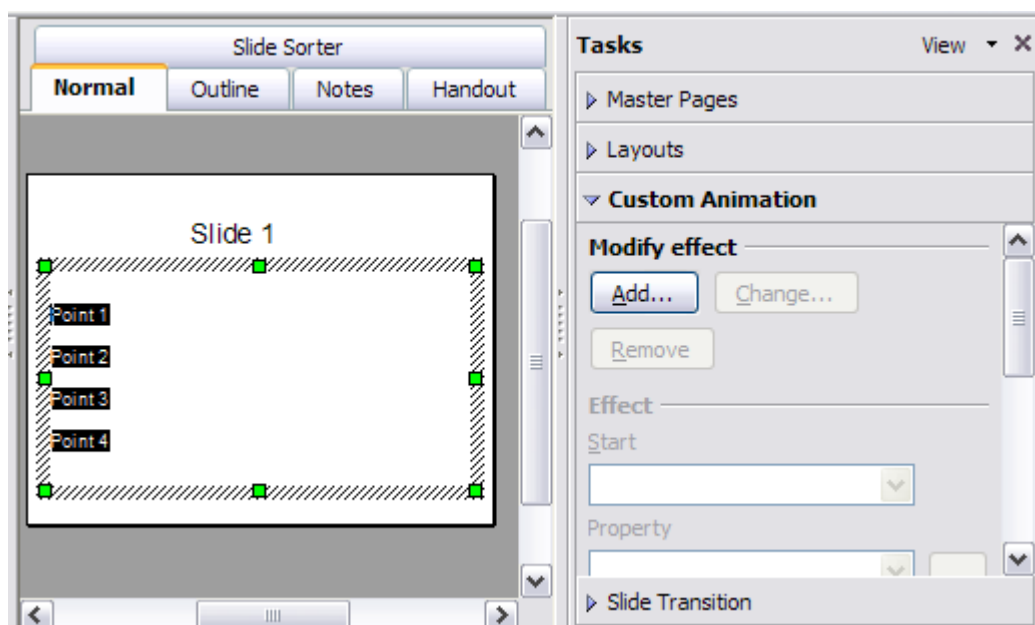 Slide Sorter
Normal Outline Notes Handout
Slide 1
Point 1
Point 2
Point 3
Point 4
Tasks View
Master Pages
Layouts
Custom Animation
Modify effect
Add... Change...
Remove
Effect
Start
Property
Slide Transition